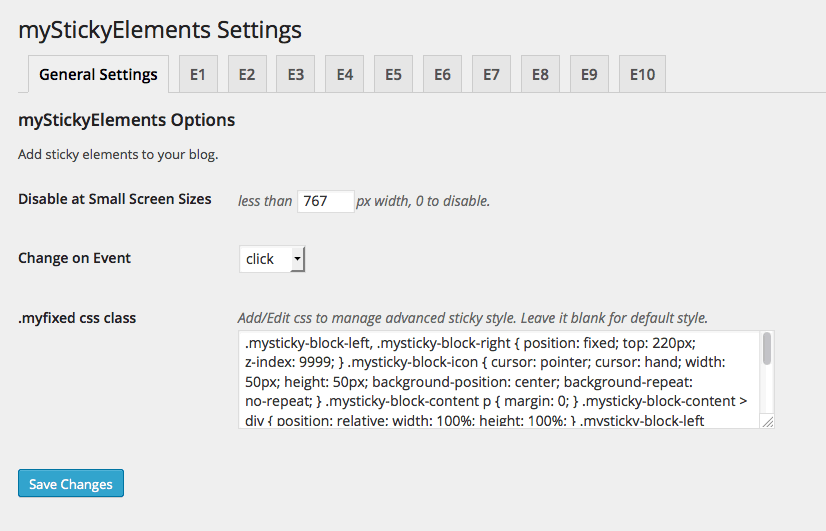 myStickyElements Settings
General Settings E1 E2 E3 E4 E5 E6 E7 E8 E9 E10
myStickyElements Options
Add sticky elements to your blog.
Disable at Small Screen Sizes less than 767 px width, 0 to disable.
Change on Event click
.myfixed css class Add/Edit css to manage advanced sticky style. Leave it blank for default style.
.mysticky-block-left, .mysticky-block-right { position: fixed; top: 220px;
z-index: 9999; } .mysticky-block-icon { cursor: pointer; cursor: hand; width:
50px; height: 50px; background-position: center; background-repeat:
no-repeat; } .mysticky-block-content p { margin: 0; } .mysticky-block-content >
div { position: relative; width: 100%; height: 100%; } .mysticky-block-left
Save Changes